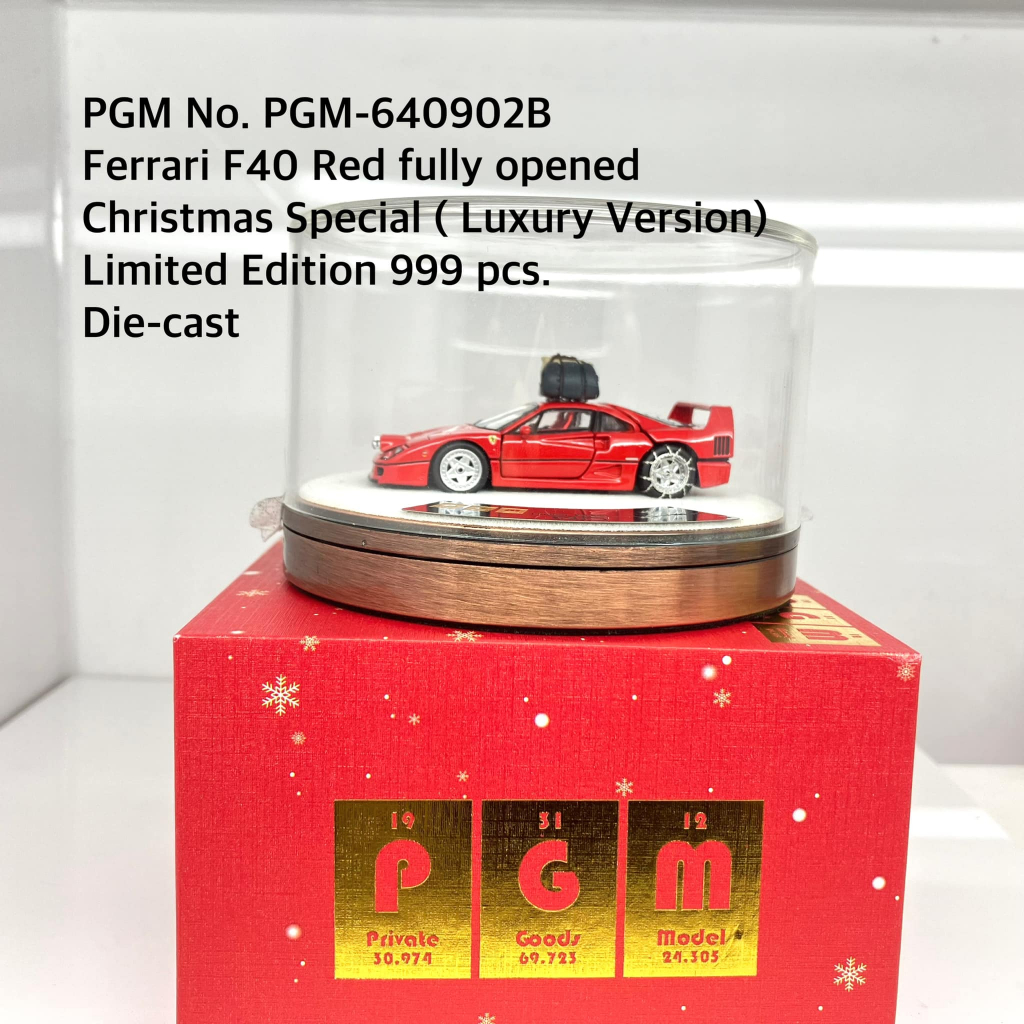 PGM No. PGM-640902B
Ferrari F40 Red fully opened
Christmas Special ( Luxury Version)
Limited Edition 999 pcs.
Die-cast
19 31 12
P G M
Private Goods Model
30.974 69.723 24.305